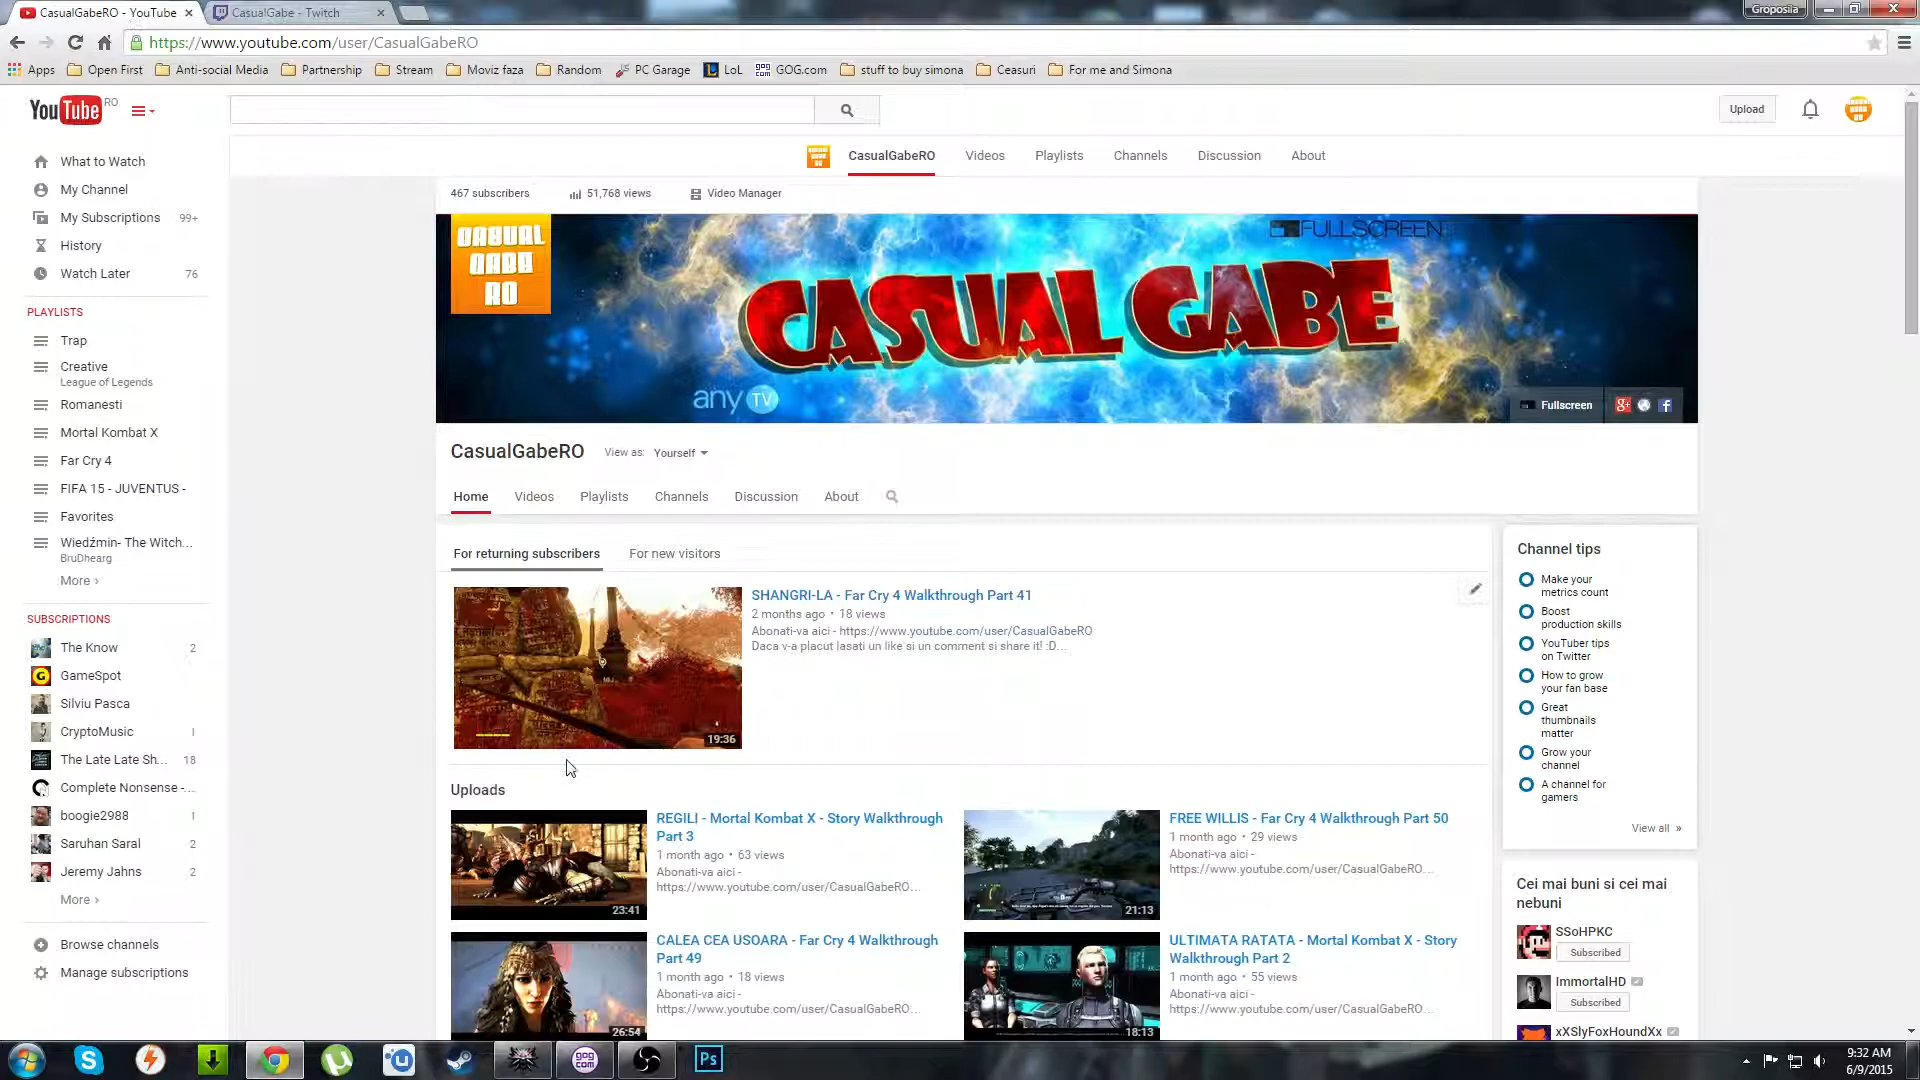 CasualGabeRO - YouTube
CasualGabe - Twitch
Groposila
https://www.youtube.com/user/CasualGabeRO
Apps
Open First
Anti-social Media
Partnership
Stream
Moviz faza
Random
PC Garage
LoL
GOG.com
stuff to buy simona
Ceasuri
For me and Simona
YouTube RO
Upload
CasualGabeRO
Videos
Playlists
Channels
Discussion
About
What to Watch
My Channel
My Subscriptions 99+
History
Watch Later 76
PLAYLISTS
Trap
Creative
League of Legends
Romanesti
Mortal Kombat X
Far Cry 4
FIFA 15 - JUVENTUS -
Favorites
Wiedźmin- The Witch...
BruDhearg
More ›
SUBSCRIPTIONS
The Know 2
GameSpot
Silviu Pasca
CryptoMusic 1
The Late Late Sh... 18
Complete Nonsense -...
boogie2988 1
Saruhan Saral 2
Jeremy Jahns 2
More ›
Browse channels
Manage subscriptions
467 subscribers
51,768 views
Video Manager
CASUAL
GABE
RO
FULLSCREEN
CASUAL GABE
any TV
Fullscreen
CasualGabeRO
View as: Yourself
Home
Videos
Playlists
Channels
Discussion
About
For returning subscribers
For new visitors
19:36
SHANGRI-LA - Far Cry 4 Walkthrough Part 41
2 months ago • 18 views
Abonati-va aici - https://www.youtube.com/user/CasualGabeRO
Daca v-a placut lasati un like si un comment si share it! :D...
Uploads
23:41
REGILI - Mortal Kombat X - Story Walkthrough
Part 3
1 month ago • 63 views
Abonati-va aici -
https://www.youtube.com/user/CasualGabeRO...
21:13
FREE WILLIS - Far Cry 4 Walkthrough Part 50
1 month ago • 29 views
Abonati-va aici -
https://www.youtube.com/user/CasualGabeRO...
26:54
CALEA CEA USOARA - Far Cry 4 Walkthrough
Part 49
1 month ago • 18 views
Abonati-va aici -
https://www.youtube.com/user/CasualGabeRO...
18:13
ULTIMATA RATATA - Mortal Kombat X - Story
Walkthrough Part 2
1 month ago • 55 views
Abonati-va aici -
https://www.youtube.com/user/CasualGabeRO...
Channel tips
Make your
metrics count
Boost
production skills
YouTuber tips
on Twitter
How to grow
your fan base
Great
thumbnails
matter
Grow your
channel
A channel for
gamers
View all »
Cei mai buni si cei mai
nebuni
SSoHPKC
Subscribed
ImmortalHD
Subscribed
xXSlyFoxHoundXx
gog
com
Ps
9:32 AM
6/9/2015